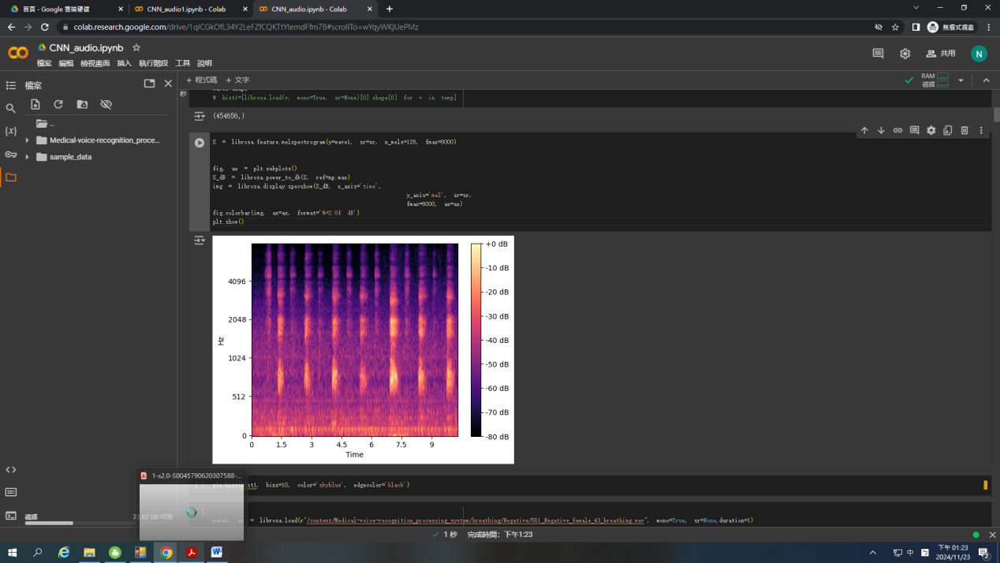 首頁 - Google 雲端硬碟
CNN_audio1.ipynb - Colab
CNN_audio.ipynb - Colab
colab.research.google.com/drive/1qICGkOfL34Y2LeFZfCQKTtYIemdFfm7B#scrollTo=wYqyWKjUePMz
無痕式視窗
CNN_audio.ipynb
檔案 編輯 檢視畫面 插入 執行階段 工具 說明
共用
N
檔案
+ 程式碼 + 文字
RAM
磁碟
秒
# hist1=[librosa.load(v, mono=True, sr=None)[0].shape[0] for v in temp]
(454656,)
..
Medical-voice-recognition_proce...
sample_data
S = librosa.feature.melspectrogram(y=wave1, sr=sr, n_mels=128, fmax=8000)
fig, ax = plt.subplots()
S_dB = librosa.power_to_db(S, ref=np.max)
img = librosa.display.specshow(S_dB, x_axis='time',
y_axis='mel', sr=sr,
fmax=8000, ax=ax)
fig.colorbar(img, ax=ax, format='%+2.0f dB')
plt.show()
4096
2048
1024
512
0
Hz
0 1.5 3 4.5 6 7.5 9
Time
+0 dB
-10 dB
-20 dB
-30 dB
-40 dB
-50 dB
-60 dB
-70 dB
-80 dB
1-s2.0-S0045790620307588-...
bins=10, color='skyblue', edgecolor='black')
磁碟
GB 可用
= librosa.load(r"/content/Medical-voice-recognition_processing_system/breathing/Negative/551_Negative_female_43_breathing.wav", mono=True, sr=None,duration=1)
1 秒 完成時間：下午1:23
中
下午 01:23
2024/11/23
2